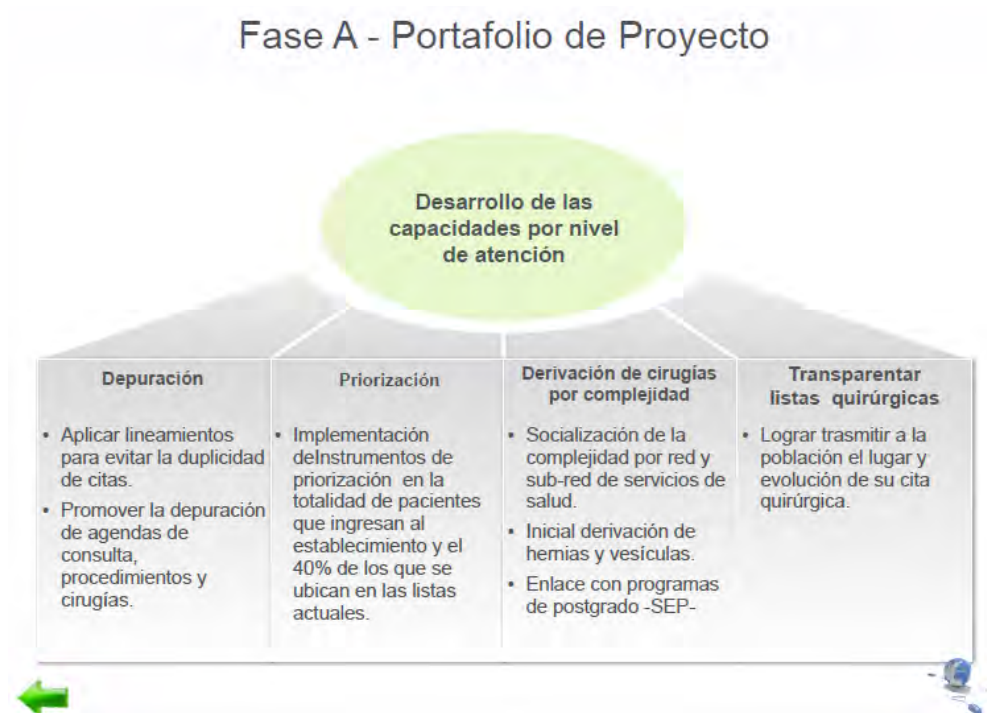 Fase A - Portafolio de Proyecto
Desarrollo de las
capacidades por nivel
de atención
Depuración
• Aplicar lineamientos
para evitar la duplicidad
de citas.
• Promover la depuración
de agendas de
consulta,
procedimientos y
cirugías.
Priorización
• Implementación
deInstrumentos de
priorización en la
totalidad de pacientes
que ingresan al
establecimiento y el
40% de los que se
ubican en las listas
actuales.
Derivación de cirugías
por complejidad
• Socialización de la
complejidad por red y
sub-red de servicios de
salud.
• Inicial derivación de
hernias y vesículas.
• Enlace con programas
de postgrado -SEP-
Transparentar
listas quirúrgicas
• Lograr trasmitir a la
población el lugar y
evolución de su cita
quirúrgica.